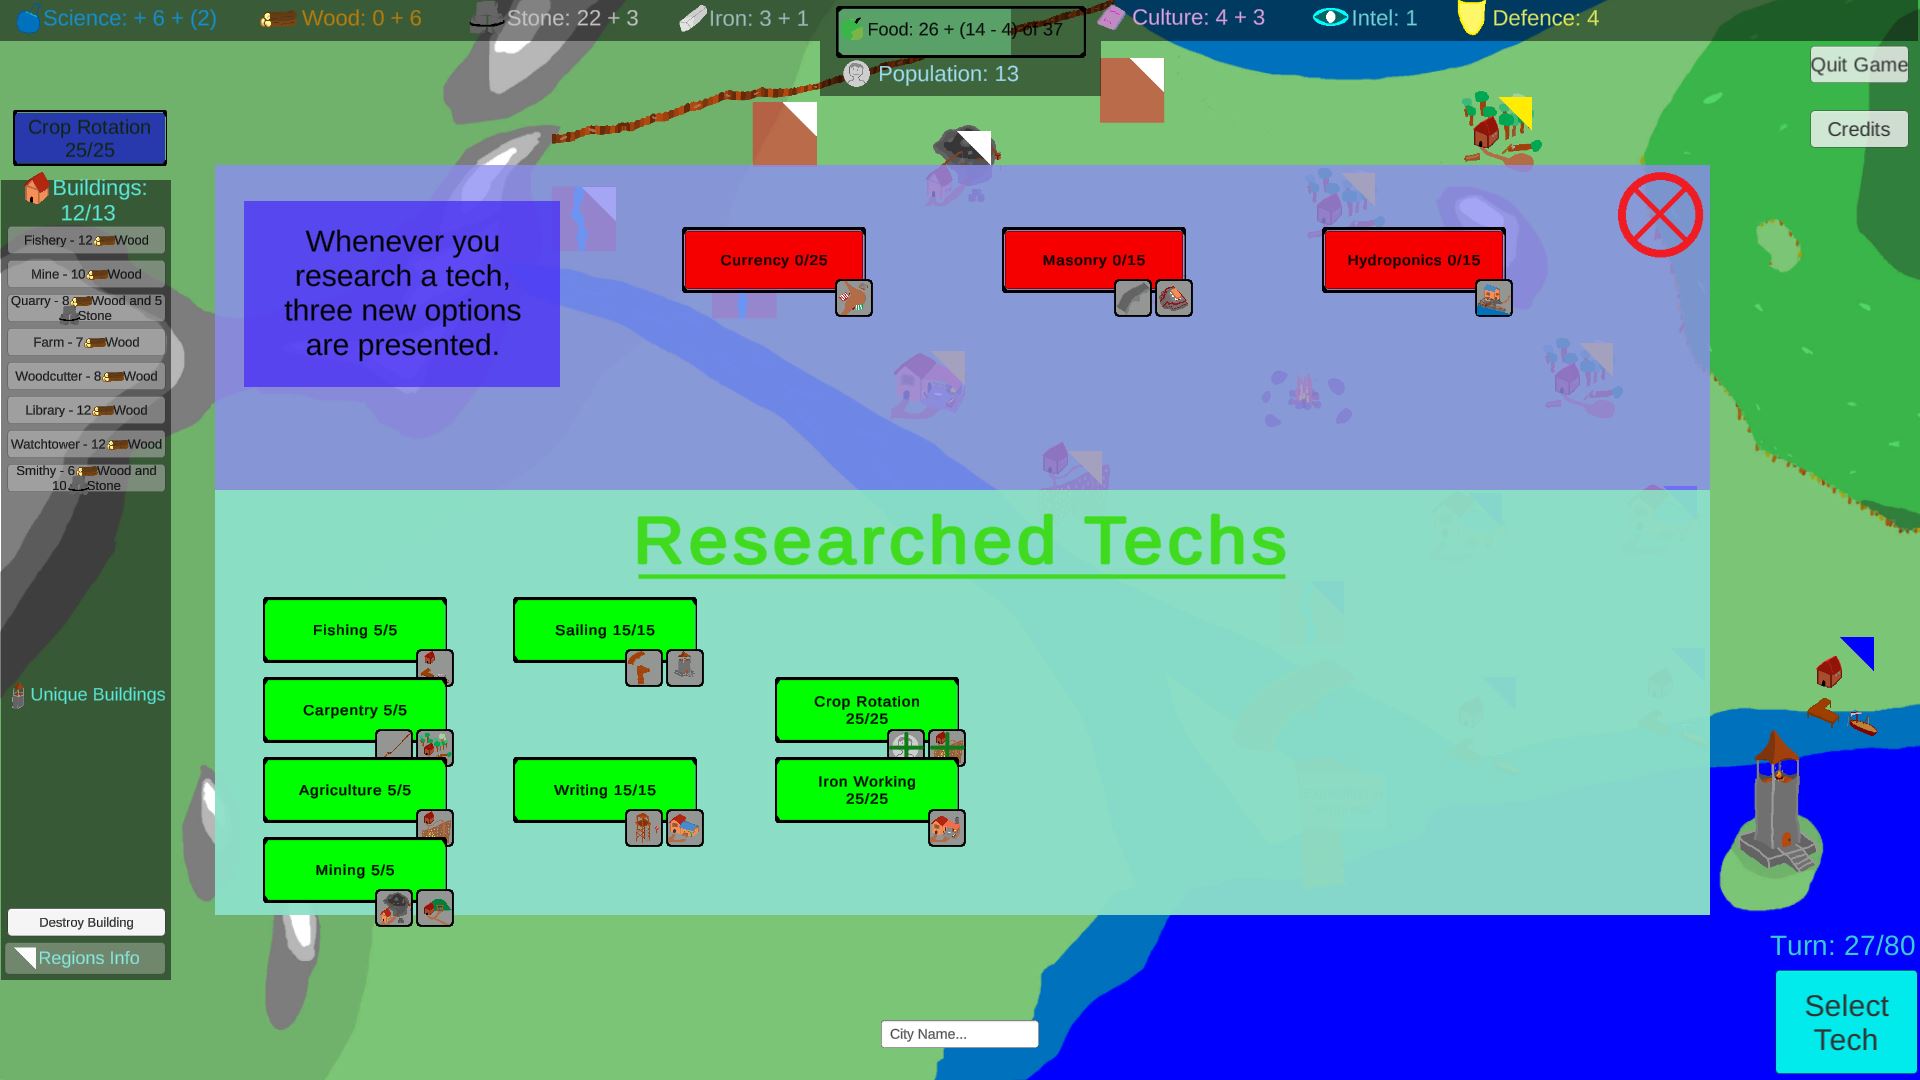 Science: + 6 + (2)
Wood: 0 + 6
Stone: 22 + 3
Iron: 3 + 1
Food: 26 + (14 - 4) of 37
Culture: 4 + 3
Intel: 1
Defence: 4
Population: 13
Quit Game
Credits
Crop Rotation
25/25
Buildings:
12/13
Fishery - 12 Wood
Mine - 10 Wood
Quarry - 8 Wood and 5
Stone
Farm - 7 Wood
Woodcutter - 8 Wood
Library - 12 Wood
Watchtower - 12 Wood
Smithy - 6 Wood and
10 Stone
Unique Buildings
Destroy Building
Regions Info
Whenever you
research a tech,
three new options
are presented.
Currency 0/25
Masonry 0/15
Hydroponics 0/15
Researched Techs
Fishing 5/5
Sailing 15/15
Carpentry 5/5
Crop Rotation
25/25
Agriculture 5/5
Writing 15/15
Iron Working
25/25
Mining 5/5
City Name...
Turn: 27/80
Select
Tech